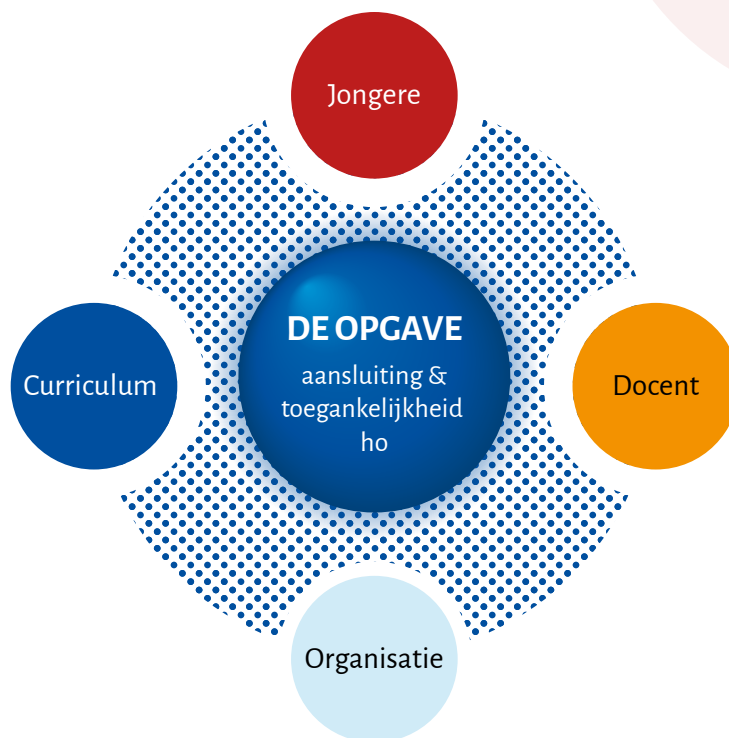 Jongere
DE OPGAVE
aansluiting &
toegankelijkheid
ho
Curriculum
Docent
Organisatie